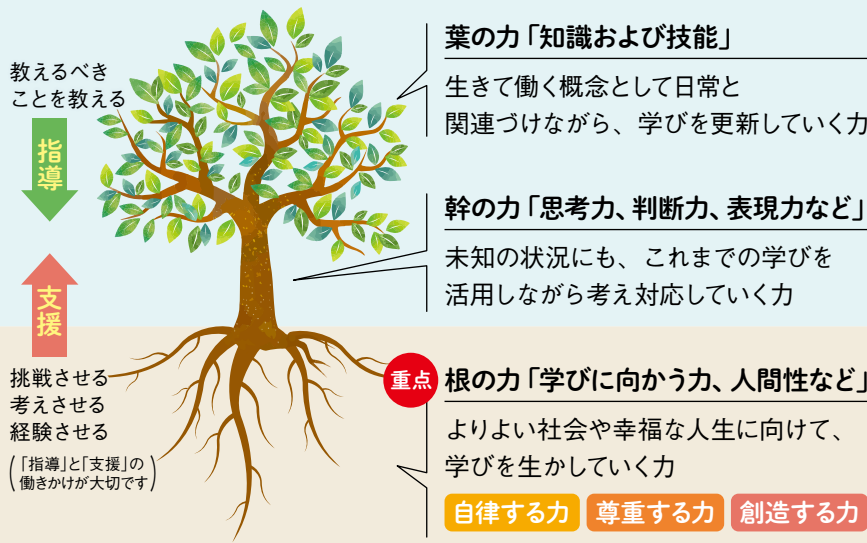 教えるべき
ことを教える
指導
支援
挑戦させる
考えさせる
経験させる
(「指導」と「支援」の
働きかけが大切です)
葉の力「知識および技能」
生きて働く概念として日常と
関連づけながら、学びを更新していく力
幹の力「思考力、判断力、表現力など」
未知の状況にも、これまでの学びを
活用しながら考え対応していく力
重点
根の力「学びに向かう力、人間性など」
よりよい社会や幸福な人生に向けて、
学びを生かしていく力
自律する力
尊重する力
創造する力